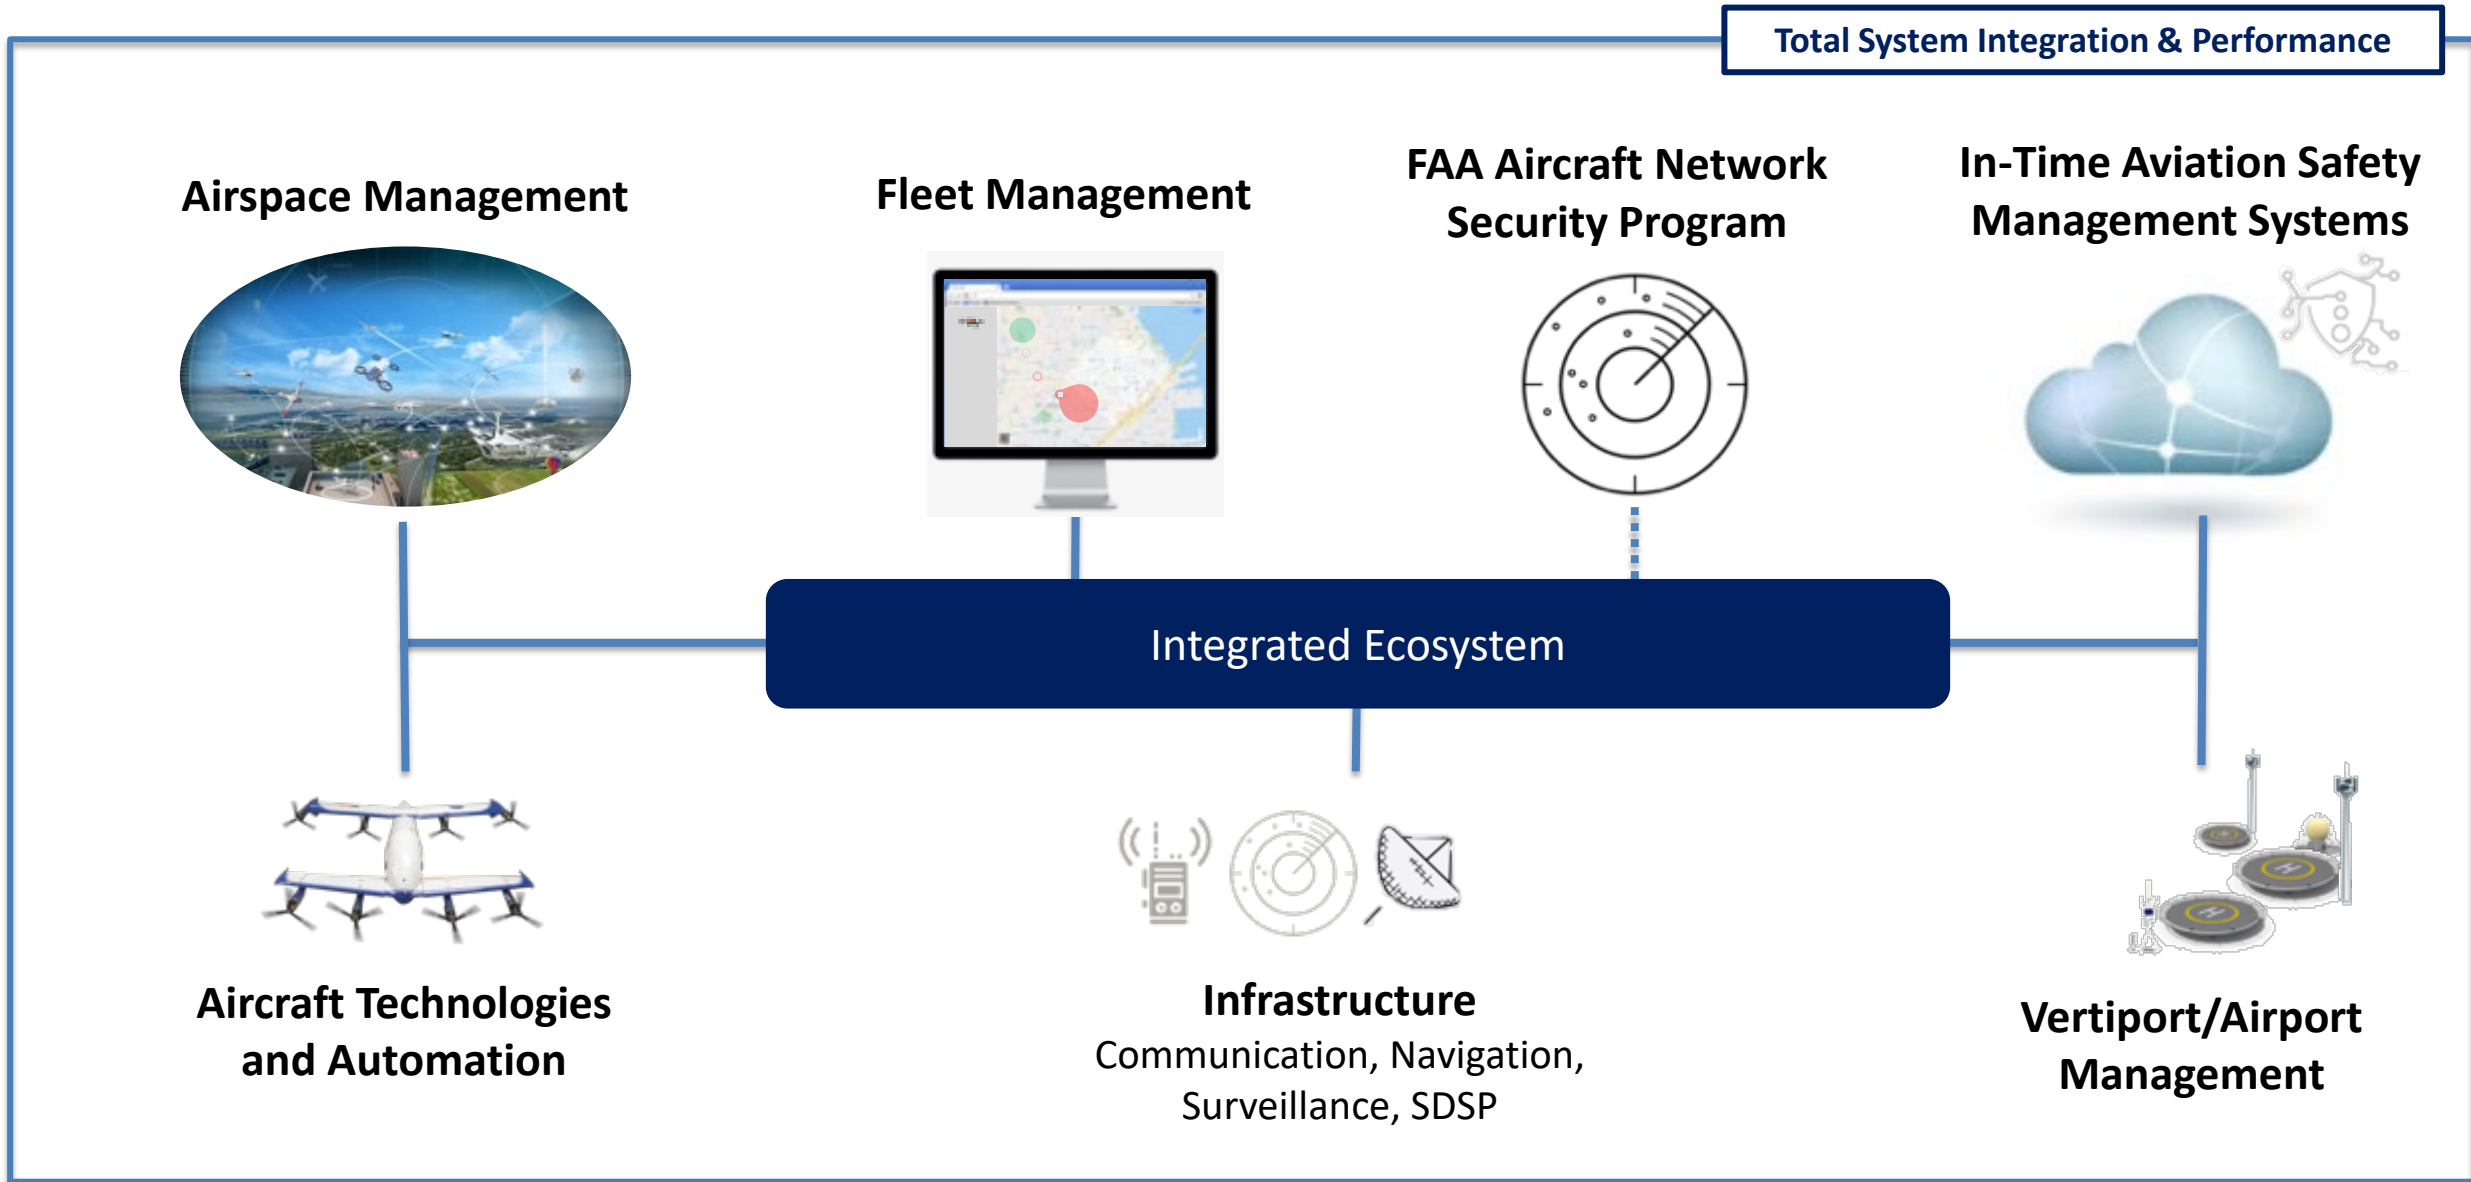 Total System Integration & Performance
Airspace Management
Fleet Management
FAA Aircraft Network
Security Program
In-Time Aviation Safety
Management Systems
Integrated Ecosystem
Aircraft Technologies
and Automation
Infrastructure
Communication, Navigation,
Surveillance, SDSP
Vertiport/Airport
Management
H
H
H